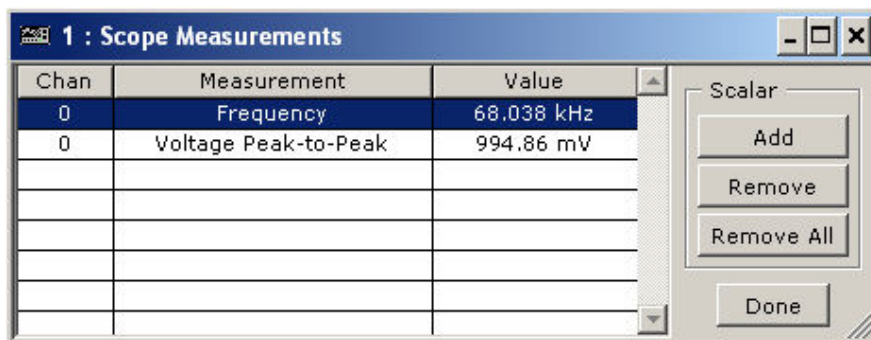 1 : Scope Measurements
Chan Measurement Value
0 Frequency 68.038 kHz
0 Voltage Peak-to-Peak 994.86 mV
Scalar
Add
Remove
Remove All
Done